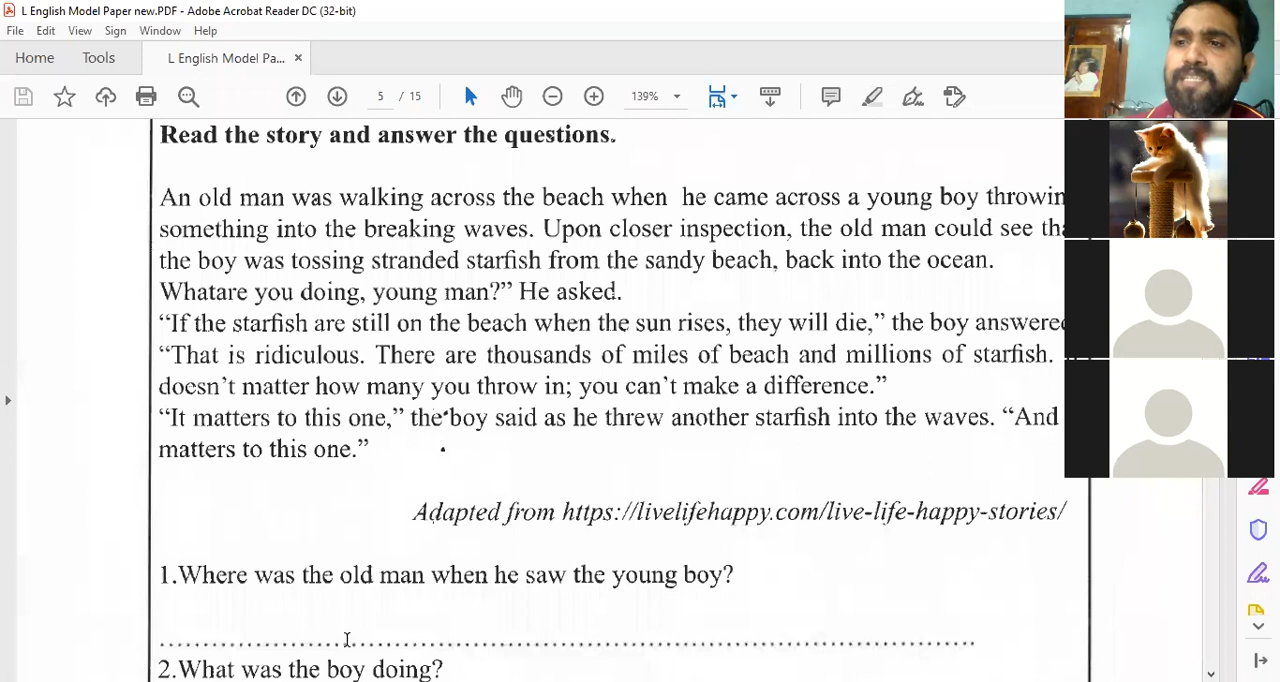 L English Model Paper new.PDF - Adobe Acrobat Reader DC (32-bit)
File Edit View Sign Window Help
Home Tools L English Model Pa... ×
5 / 15 139%
Read the story and answer the questions.
An old man was walking across the beach when he came across a young boy throwin
something into the breaking waves. Upon closer inspection, the old man could see tha
the boy was tossing stranded starfish from the sandy beach, back into the ocean.
Whatare you doing, young man?” He asked.
“If the starfish are still on the beach when the sun rises, they will die,” the boy answere
“That is ridiculous. There are thousands of miles of beach and millions of starfish.
doesn’t matter how many you throw in; you can’t make a difference.”
“It matters to this one,” the boy said as he threw another starfish into the waves. “And
matters to this one.”
Adapted from https://livelifehappy.com/live-life-happy-stories/
1.Where was the old man when he saw the young boy?
2.What was the boy doing?